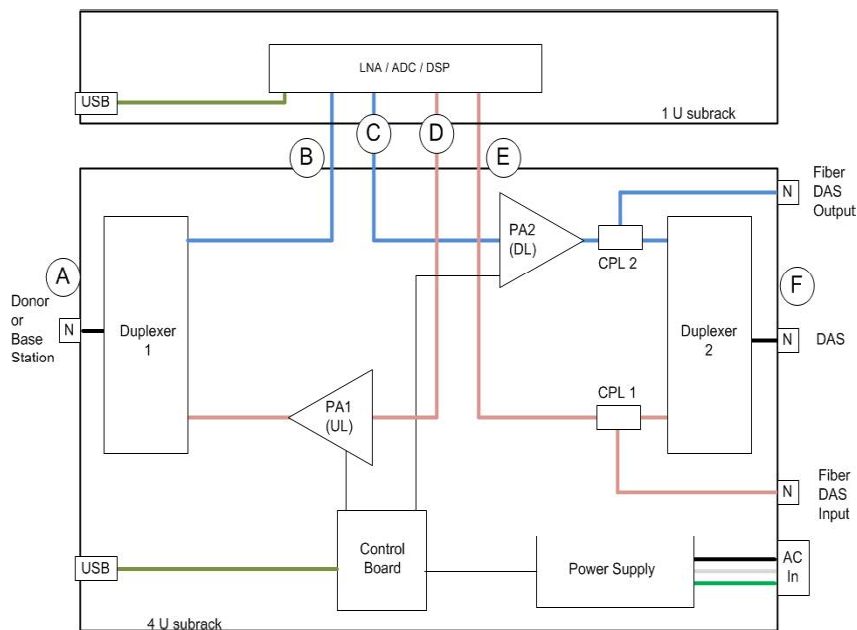 LNA / ADC / DSP
USB
1 U subrack
B
C
D
E
Fiber
DAS
Output
N
PA2
(DL)
CPL 2
A
F
Donor
or
Base
Station
N
Duplexer
1
Duplexer
2
N
DAS
PA1
(UL)
CPL 1
Fiber
DAS
Input
N
Control
Board
USB
Power Supply
AC
In
4 U subrack